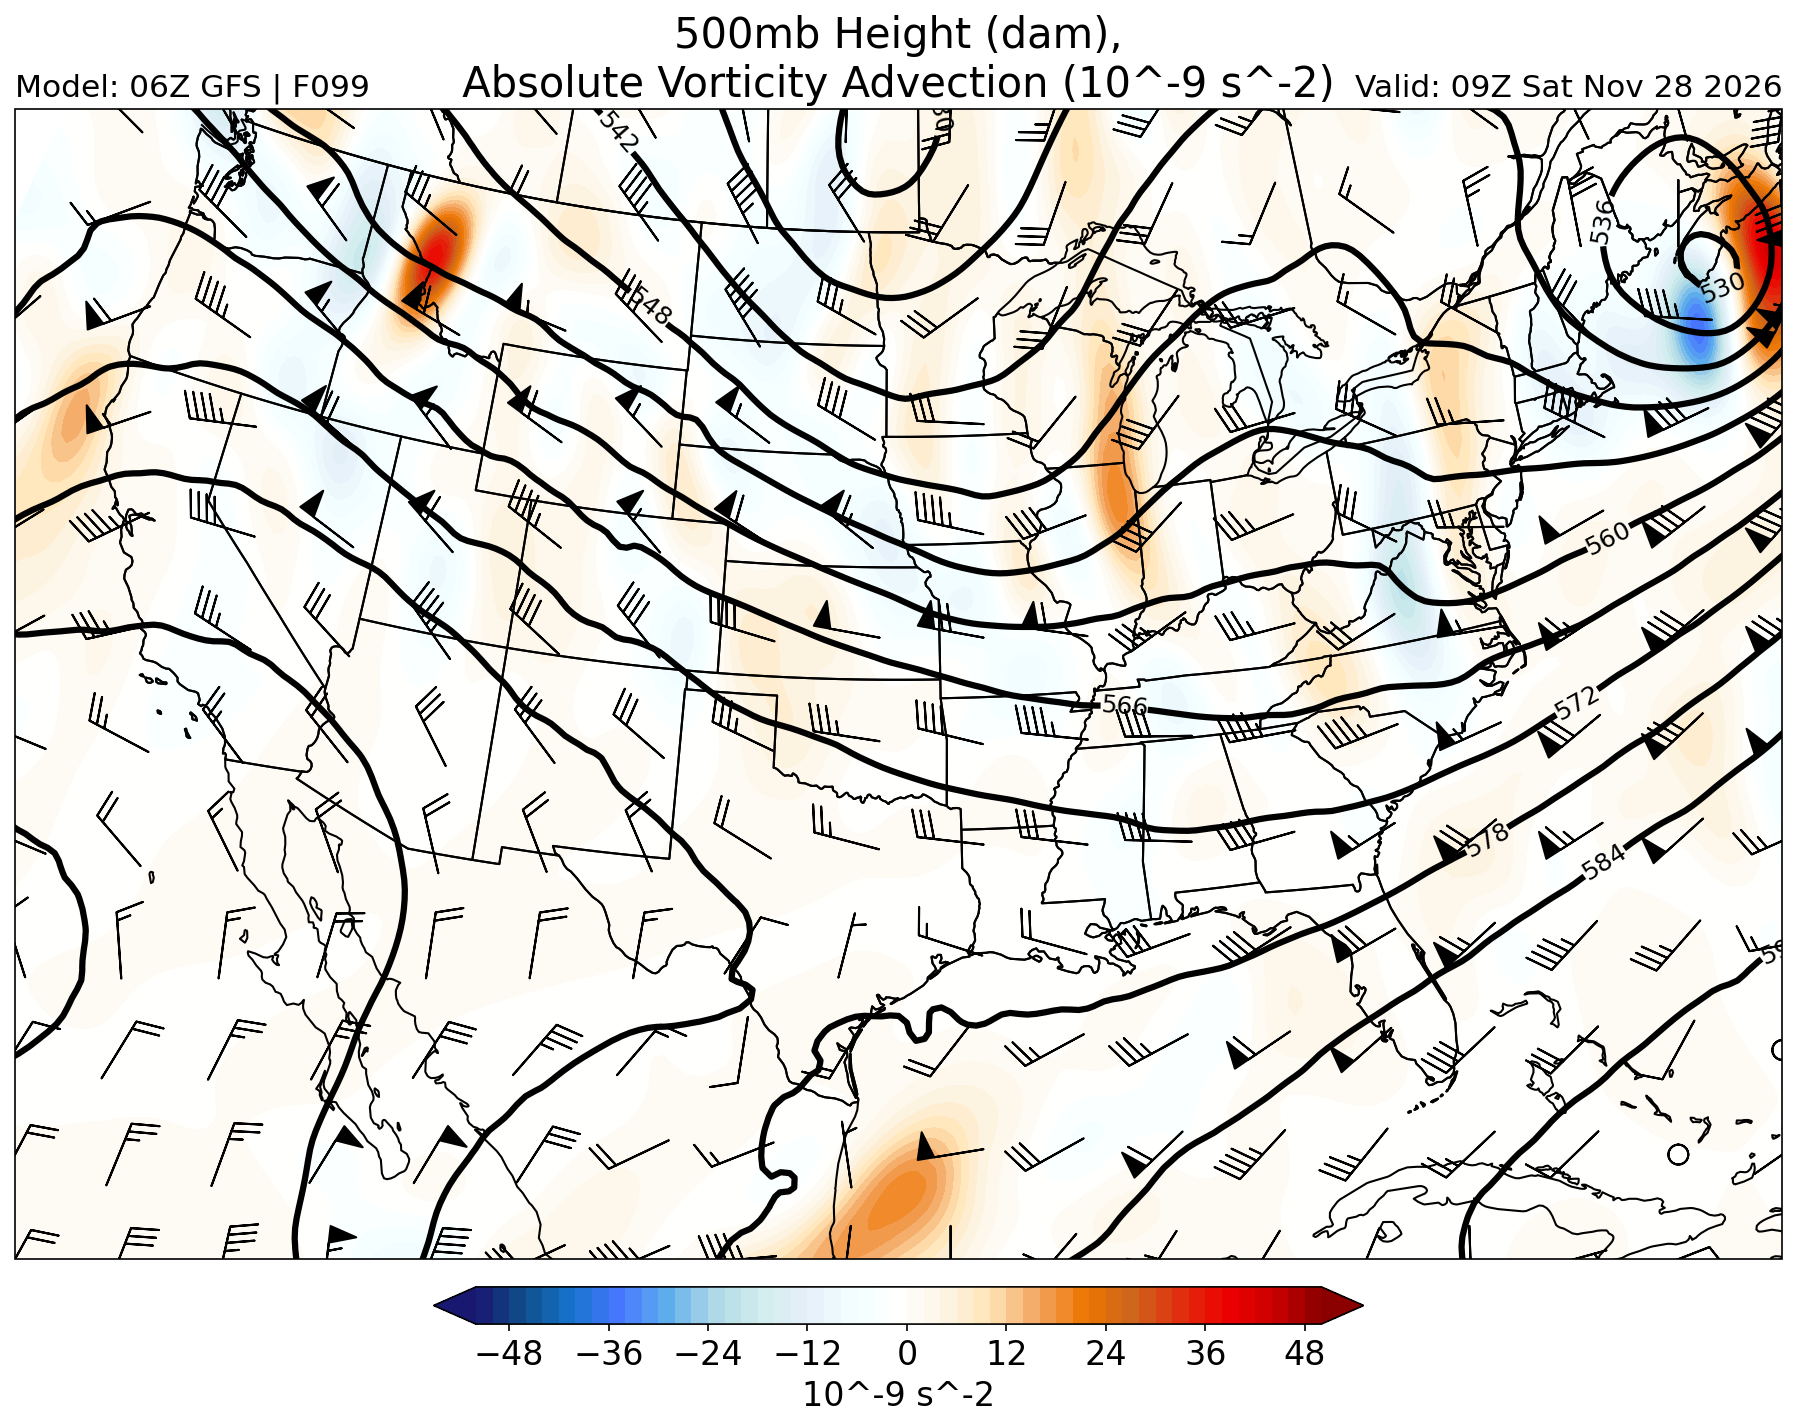 500mb Height (dam),
Model: 06Z GFS | F099
Absolute Vorticity Advection (10^-9 s^-2)
Valid: 09Z Sat Nov 28 2026
542
536
530
548
560
566
572
578
584
−48 −36 −24 −12 0 12 24 36 48
10^-9 s^-2